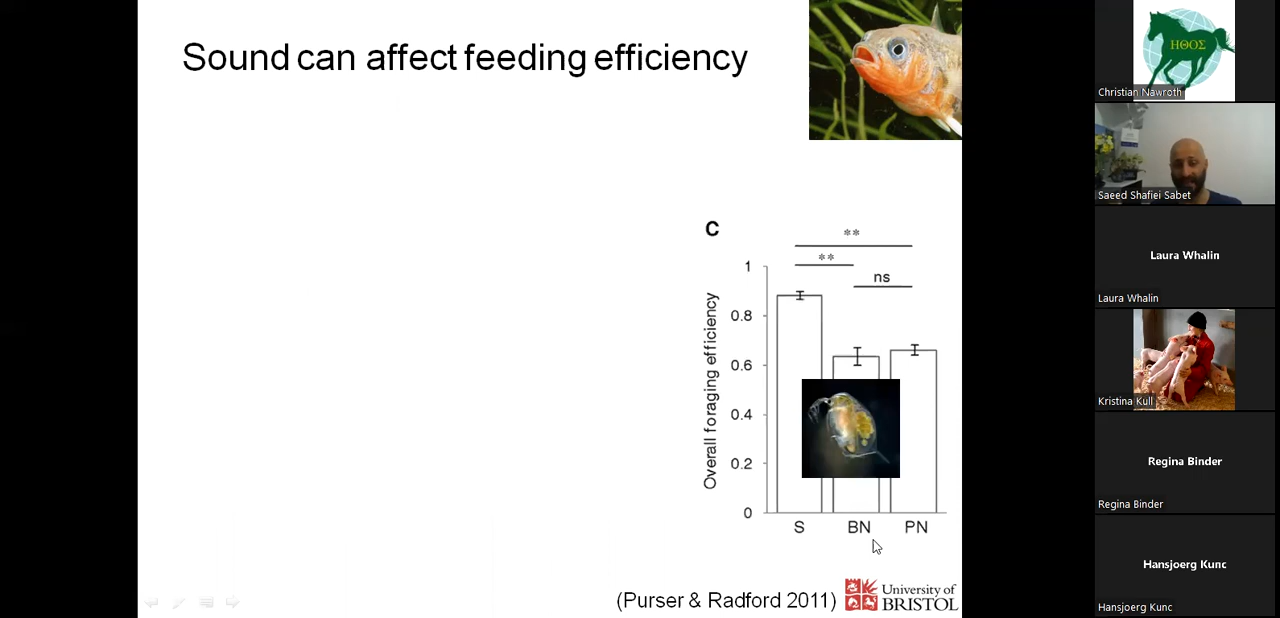 Sound can affect feeding efficiency
C
**
**
ns
1
0.8
0.6
0.4
0.2
0
Overall foraging efficiency
S BN PN
(Purser & Radford 2011)
University of
BRISTOL
ΗΘΟΣ
Christian Nawroth
Saeed Shafiei Sabet
Laura Whalin
Laura Whalin
Kristina Kull
Regina Binder
Regina Binder
Hansjoerg Kunc
Hansjoerg Kunc